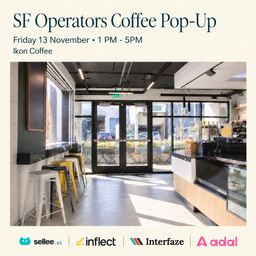 SF Operators Coffee Pop-Up
Friday 13 November • 1 PM - 5PM
Ikon Coffee
sellee.ai
inflect
Interfaze
adal